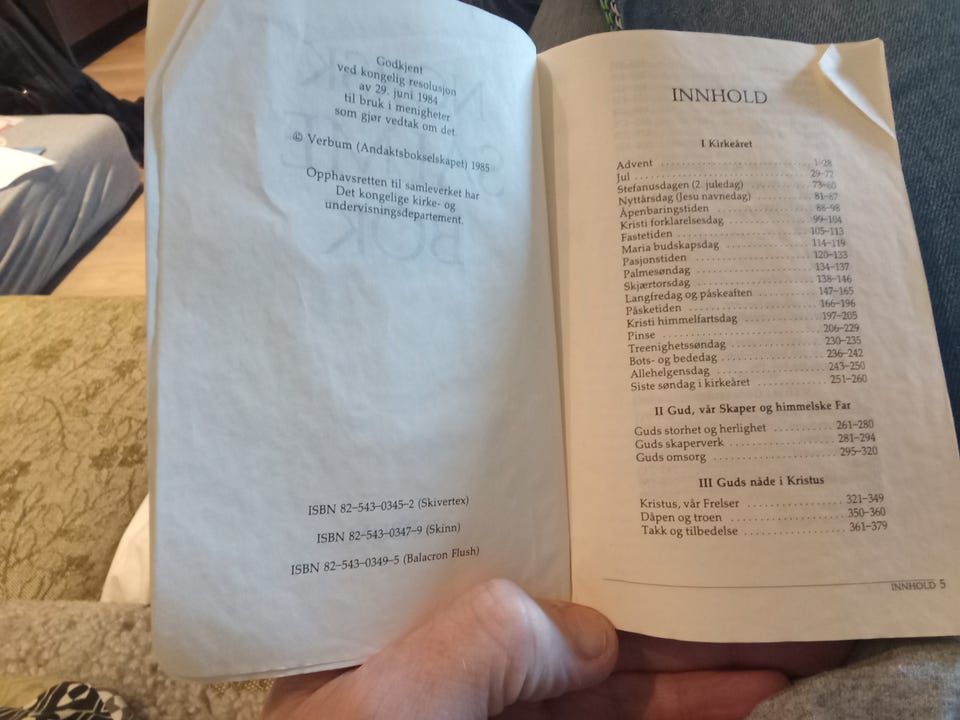 Godkjent
ved kongelig resolusjon
av 29. juni 1984
til bruk i menigheter
som gjør vedtak om det.
© Verbum (Andaktsbokselskapet) 1985
Opphavsretten til samleverket har
Det kongelige kirke- og
undervisningsdepartement.
ISBN 82-543-0345-2 (Skivertex)
ISBN 82-543-0347-9 (Skinn)
ISBN 82-543-0349-5 (Balacron Flush)
INNHOLD
I Kirkeåret
Advent ........ 1-28
Jul ........ 29-72
Stefanusdagen (2. juledag) ........ 73-80
Nyttårsdag (Jesu navnedag) ........ 81-87
Åpenbaringstiden ........ 88-98
Kristi forklarelsesdag ........ 99-104
Fastetiden ........ 105-113
Maria budskapsdag ........ 114-119
Pasjonstiden ........ 120-133
Palmesøndag ........ 134-137
Skjærtorsdag ........ 138-146
Langfredag og påskeaften ........ 147-165
Påsketiden ........ 166-196
Kristi himmelfartsdag ........ 197-205
Pinse ........ 206-229
Treenighetssøndag ........ 230-235
Bots- og bededag ........ 236-242
Allehelgensdag ........ 243-250
Siste søndag i kirkeåret ........ 251-260
II Gud, vår Skaper og himmelske Far
Guds storhet og herlighet ........ 261-280
Guds skaperverk ........ 281-294
Guds omsorg ........ 295-320
III Guds nåde i Kristus
Kristus, vår Frelser ........ 321-349
Dåpen og troen ........ 350-360
Takk og tilbedelse ........ 361-379
INNHOLD 5